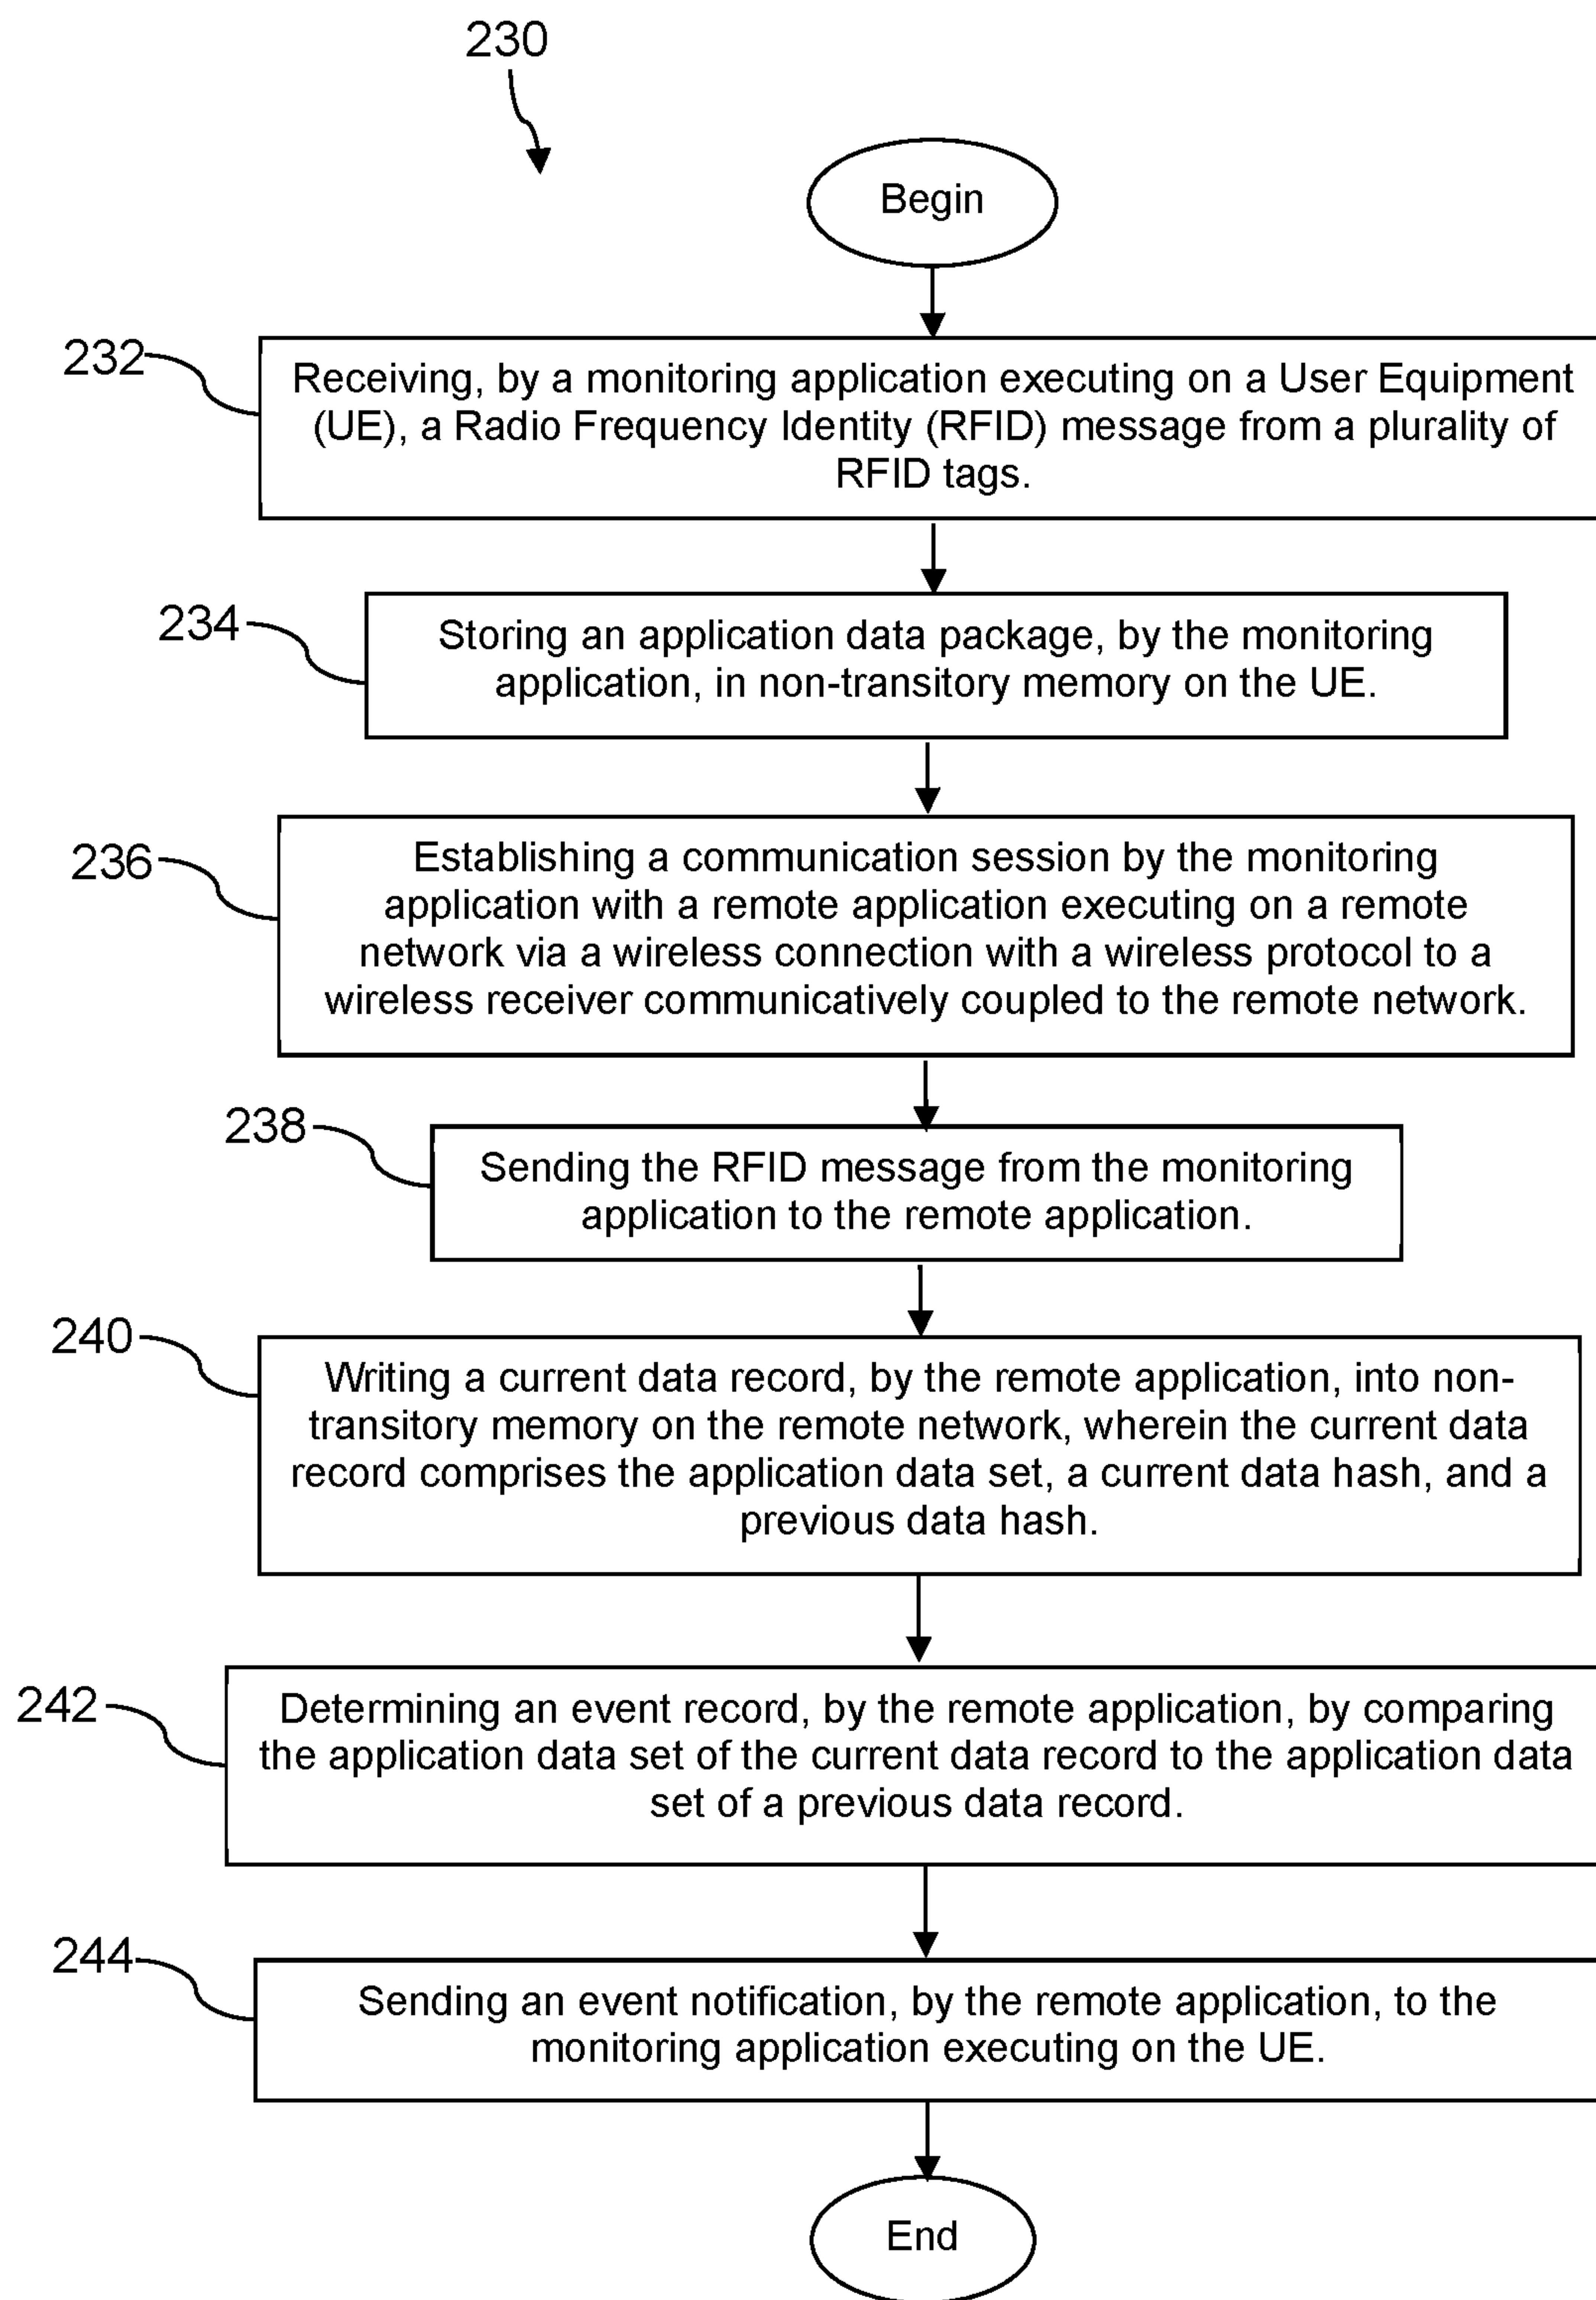 230
Begin
232
Receiving, by a monitoring application executing on a User Equipment
(UE), a Radio Frequency Identity (RFID) message from a plurality of
RFID tags.
234
Storing an application data package, by the monitoring
application, in non-transitory memory on the UE.
236
Establishing a communication session by the monitoring
application with a remote application executing on a remote
network via a wireless connection with a wireless protocol to a
wireless receiver communicatively coupled to the remote network.
238
Sending the RFID message from the monitoring
application to the remote application.
240
Writing a current data record, by the remote application, into non-
transitory memory on the remote network, wherein the current data
record comprises the application data set, a current data hash, and a
previous data hash.
242
Determining an event record, by the remote application, by comparing
the application data set of the current data record to the application data
set of a previous data record.
244
Sending an event notification, by the remote application, to the
monitoring application executing on the UE.
End